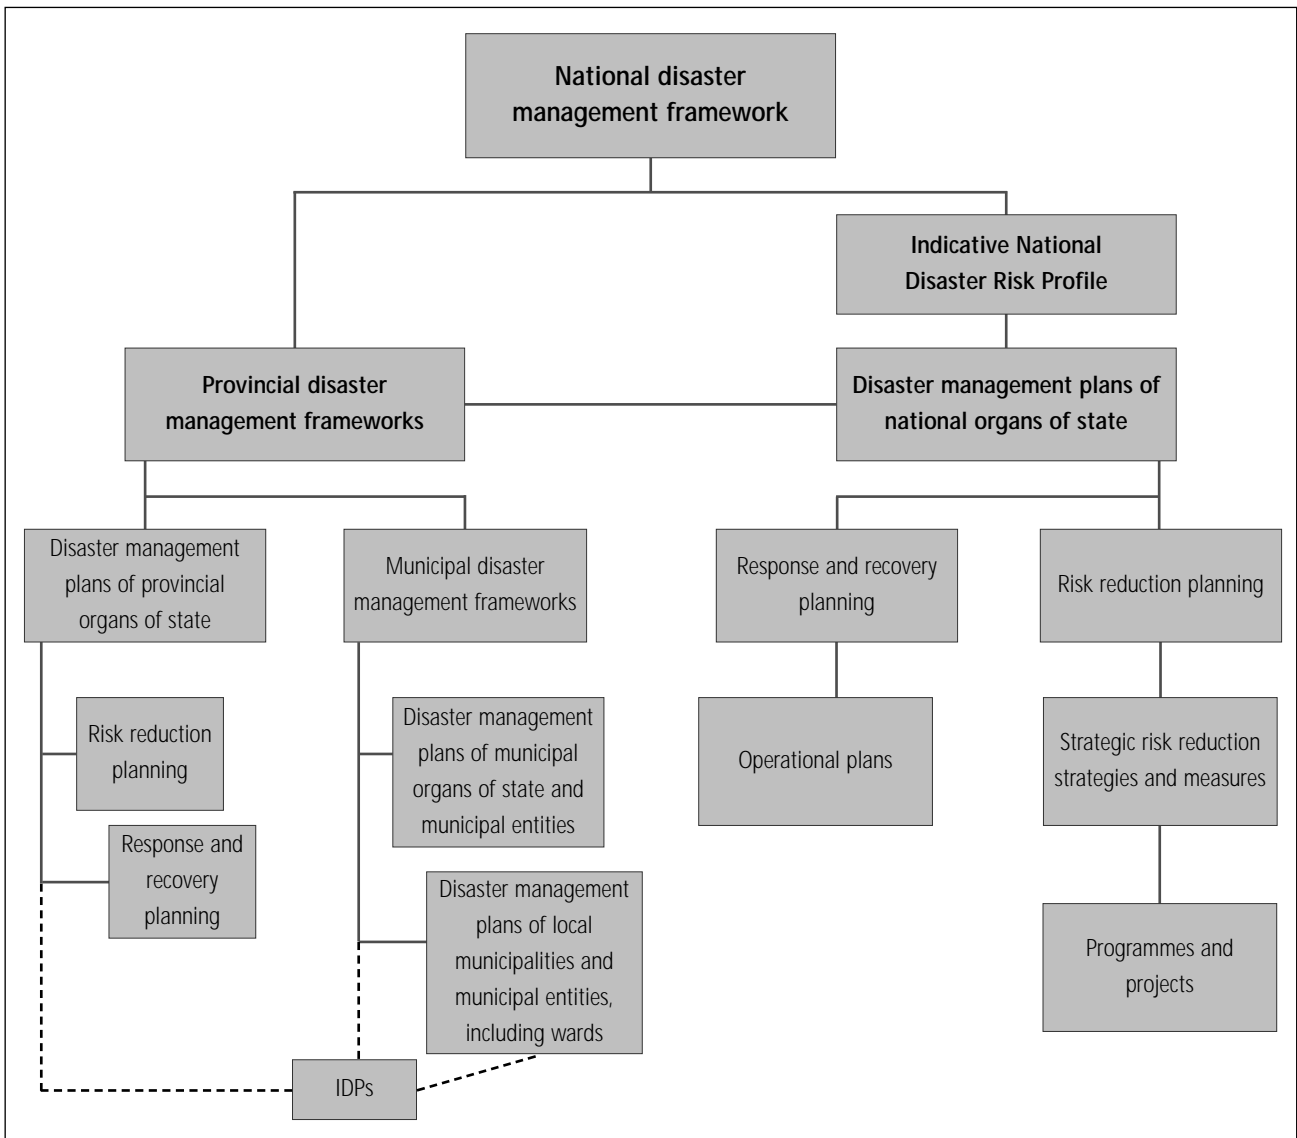 National disaster
management framework
Indicative National
Disaster Risk Profile
Provincial disaster
management frameworks
Disaster management plans of
national organs of state
Disaster management
plans of provincial
organs of state
Municipal disaster
management frameworks
Response and recovery
planning
Risk reduction planning
Risk reduction
planning
Disaster management
plans of municipal
organs of state and
municipal entities
Operational plans
Strategic risk reduction
strategies and measures
Response and
recovery
planning
Disaster management
plans of local
municipalities and
municipal entities,
including wards
Programmes and
projects
IDPs